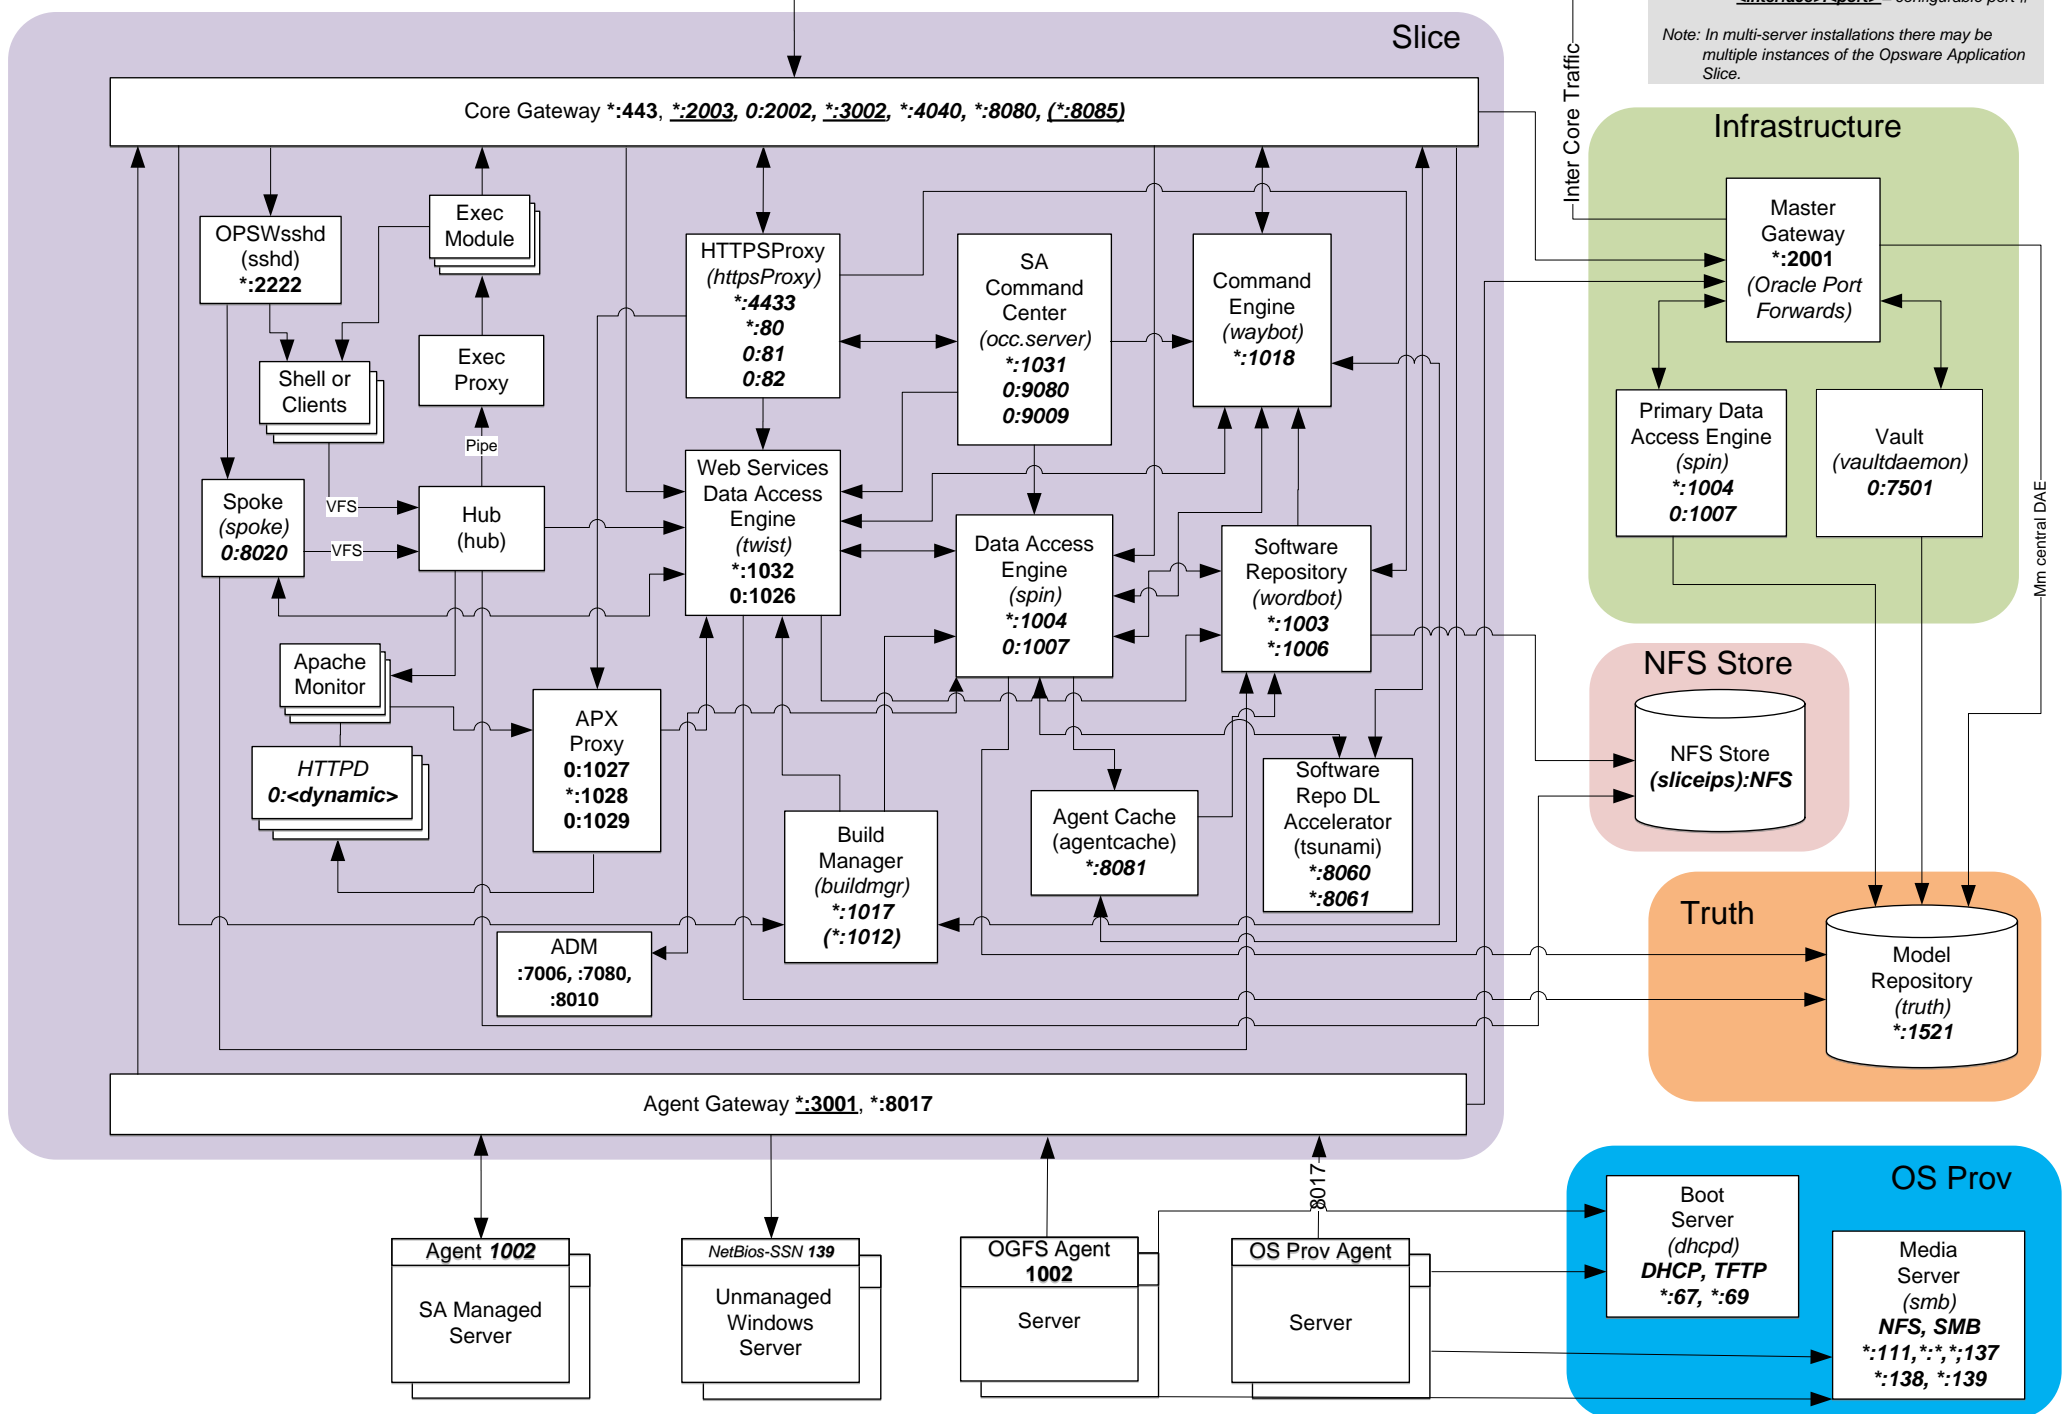 = configurable port #
Note: In multi-server installations there may be
multiple instances of the Opsware Application
Slice.
Slice
Core Gateway *:443, *:2003, 0:2002, *:3002, *:4040, *:8080, (*:8085)
Inter Core Traffic
Infrastructure
Master
Gateway
*:2001
(Oracle Port
Forwards)
OPSWsshd
(sshd)
*:2222
Exec
Module
HTTPSProxy
(httpsProxy)
*:4433
*:80
0:81
0:82
SA
Command
Center
(occ.server)
*:1031
0:9080
0:9009
Command
Engine
(waybot)
*:1018
Exec
Proxy
Shell or
Clients
Pipe
Primary Data
Access Engine
(spin)
*:1004
0:1007
Vault
(vaultdaemon)
0:7501
Mm central DAE
Spoke
(spoke)
0:8020
VFS
VFS
Hub
(hub)
Web Services
Data Access
Engine
(twist)
*:1032
0:1026
Data Access
Engine
(spin)
*:1004
0:1007
Software
Repository
(wordbot)
*:1003
*:1006
Apache
Monitor
HTTPD
0:<dynamic>
APX
Proxy
0:1027
*:1028
0:1029
Build
Manager
(buildmgr)
*:1017
(*:1012)
Agent Cache
(agentcache)
*:8081
Software
Repo DL
Accelerator
(tsunami)
*:8060
*:8061
NFS Store
NFS Store
(sliceips):NFS
ADM
:7006, :7080,
:8010
Truth
Model
Repository
(truth)
*:1521
Agent Gateway *:3001, *:8017
8017
Agent 1002
SA Managed
Server
NetBios-SSN 139
Unmanaged
Windows
Server
OGFS Agent
1002
Server
OS Prov Agent
Server
OS Prov
Boot
Server
(dhcpd)
DHCP, TFTP
*:67, *:69
Media
Server
(smb)
NFS, SMB
*:111,*:*,*;137
*:138, *:139